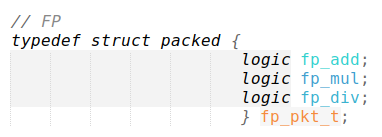 // FP
typedef struct packed {
logic fp_add;
logic fp_mul;
logic fp_div;
} fp_pkt_t;